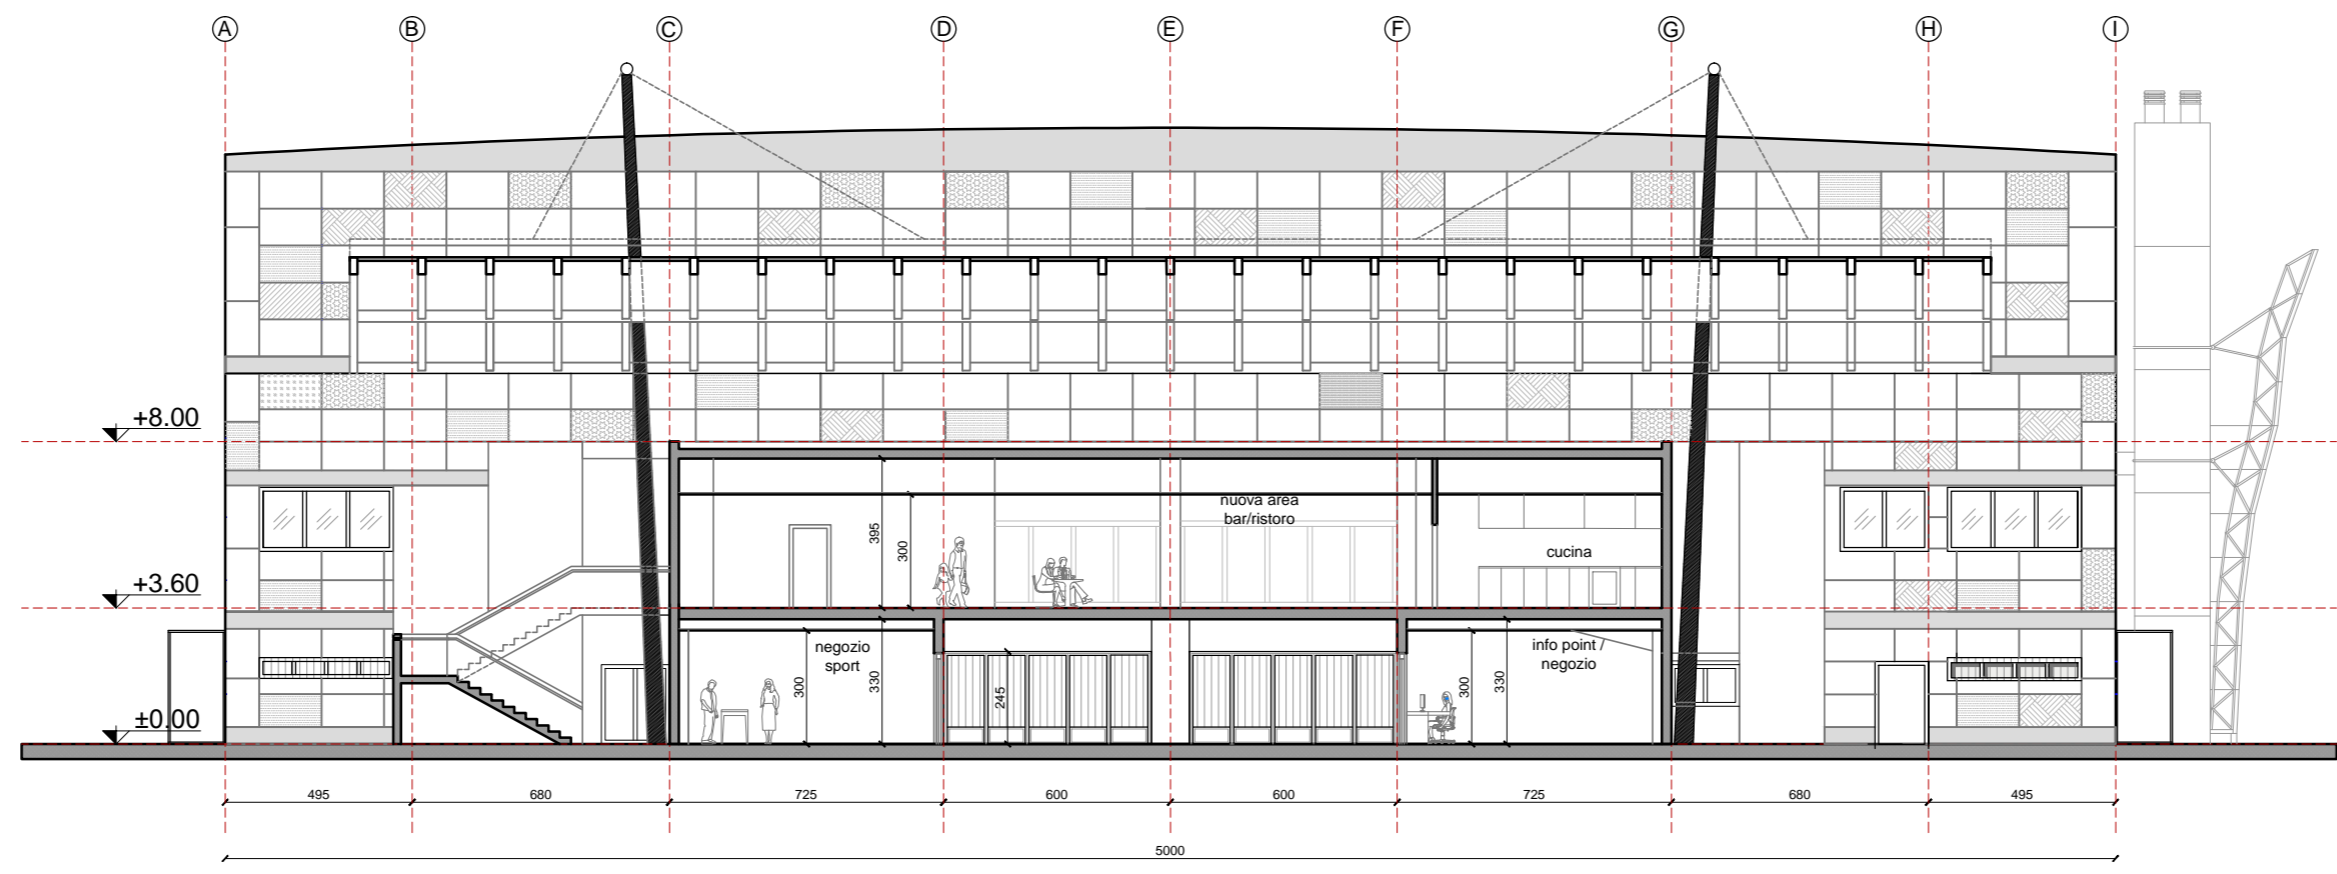 A B C D E F G H I
+8.00
nuova area
bar/ristoro
395
300
cucina
+3.60
negozio
sport
info point /
negozio
300
330
245
300
330
±0.00
495 680 725 600 600 725 680 495
5000